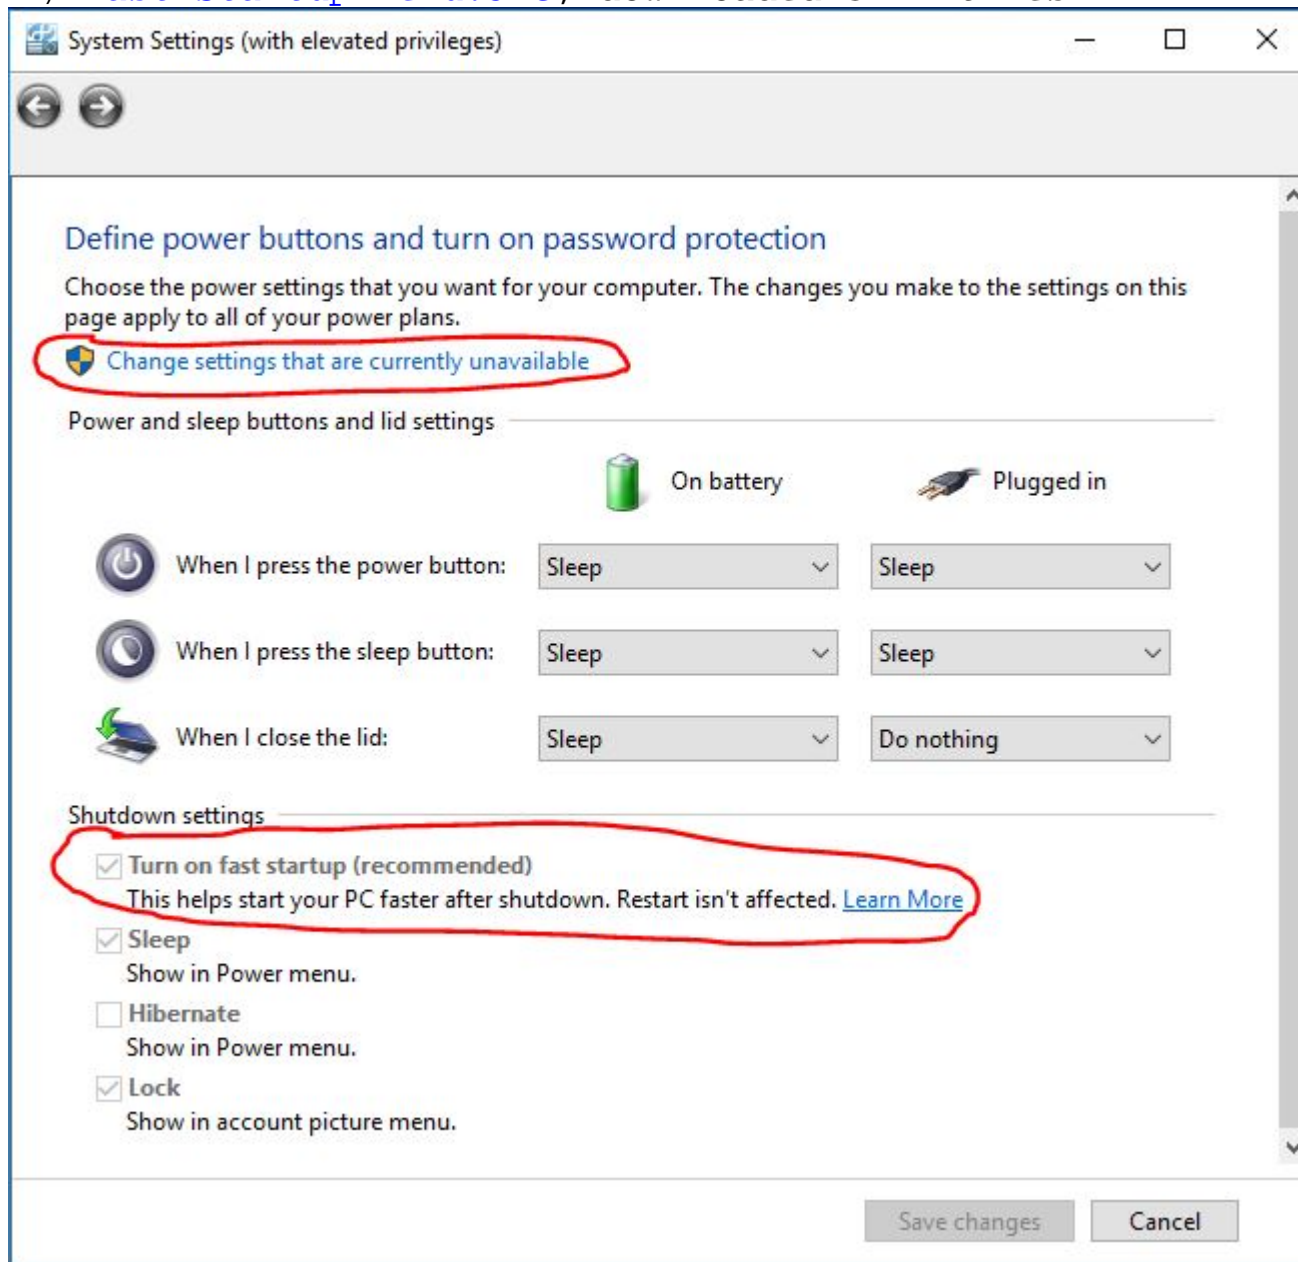 System Settings (with elevated privileges)
Define power buttons and turn on password protection
Choose the power settings that you want for your computer. The changes you make to the settings on this
page apply to all of your power plans.
Change settings that are currently unavailable
Power and sleep buttons and lid settings
On battery Plugged in
When I press the power button: Sleep Sleep
When I press the sleep button: Sleep Sleep
When I close the lid: Sleep Do nothing
Shutdown settings
Turn on fast startup (recommended)
This helps start your PC faster after shutdown. Restart isn't affected. Learn More
Sleep
Show in Power menu.
Hibernate
Show in Power menu.
Lock
Show in account picture menu.
Save changes Cancel